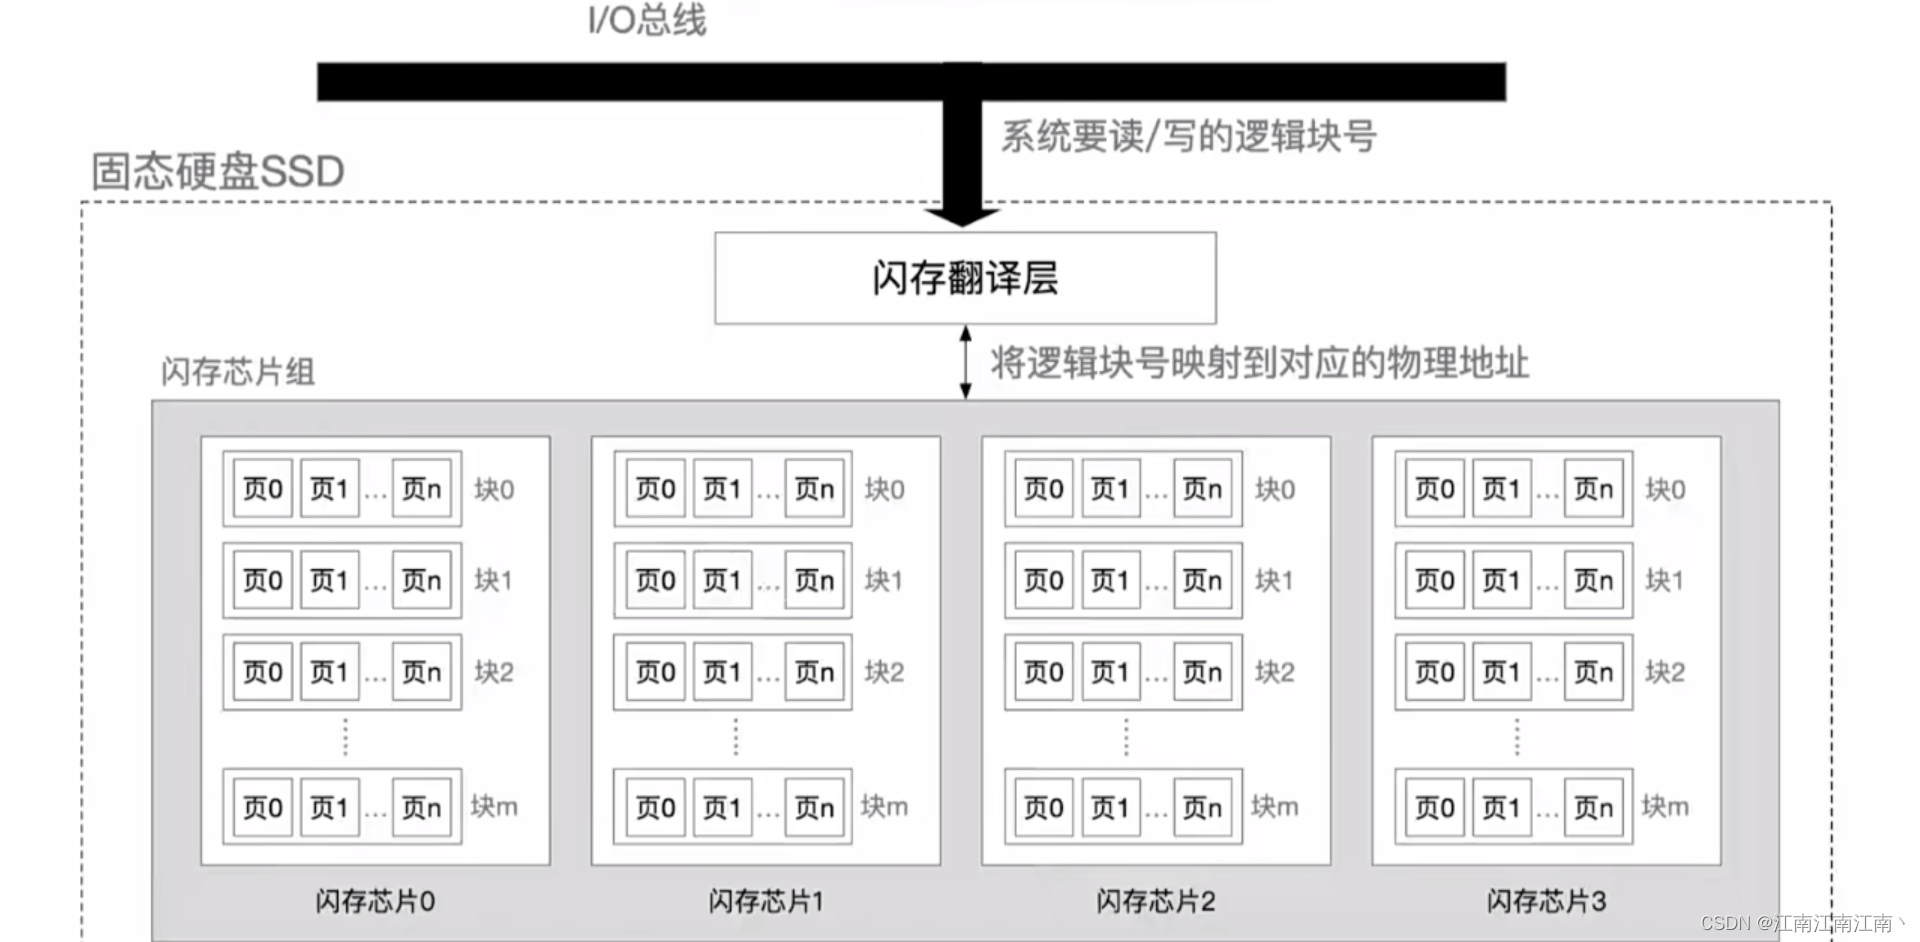 I/O总线
系统要读/写的逻辑块号
固态硬盘SSD
闪存翻译层
将逻辑块号映射到对应的物理地址
闪存芯片组
页0 页1 ... 页n 块0 页0 页1 ... 页n 块0 页0 页1 ... 页n 块0 页0 页1 ... 页n 块0
页0 页1 ... 页n 块1 页0 页1 ... 页n 块1 页0 页1 ... 页n 块1 页0 页1 ... 页n 块1
页0 页1 ... 页n 块2 页0 页1 ... 页n 块2 页0 页1 ... 页n 块2 页0 页1 ... 页n 块2
页0 页1 ... 页n 块m 页0 页1 ... 页n 块m 页0 页1 ... 页n 块m 页0 页1 ... 页n 块m
闪存芯片0 闪存芯片1 闪存芯片2 闪存芯片3
CSDN @江南江南江南丶